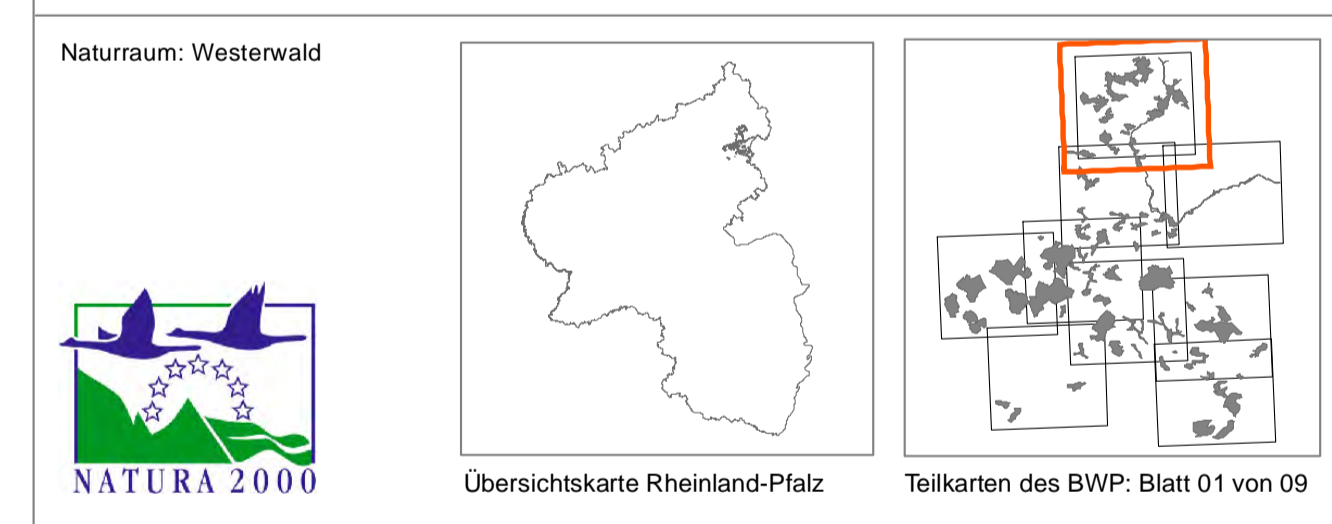 Naturraum: Westerwald
NATURA 2000
Übersichtskarte Rheinland-Pfalz
Teilkarten des BWP: Blatt 01 von 09